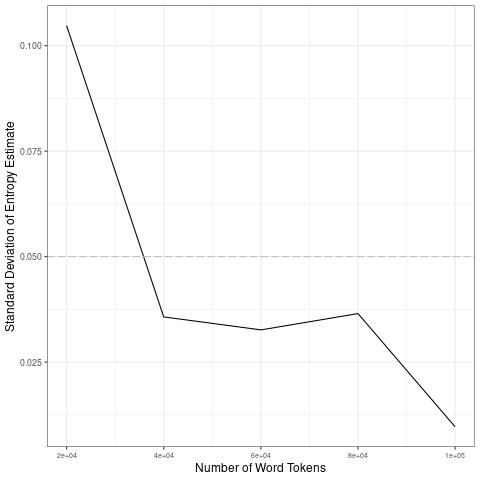 Standard Deviation of Entropy Estimate
0.100
0.075
0.050
0.025
2e+04 4e+04 6e+04 8e+04 1e+05
Number of Word Tokens